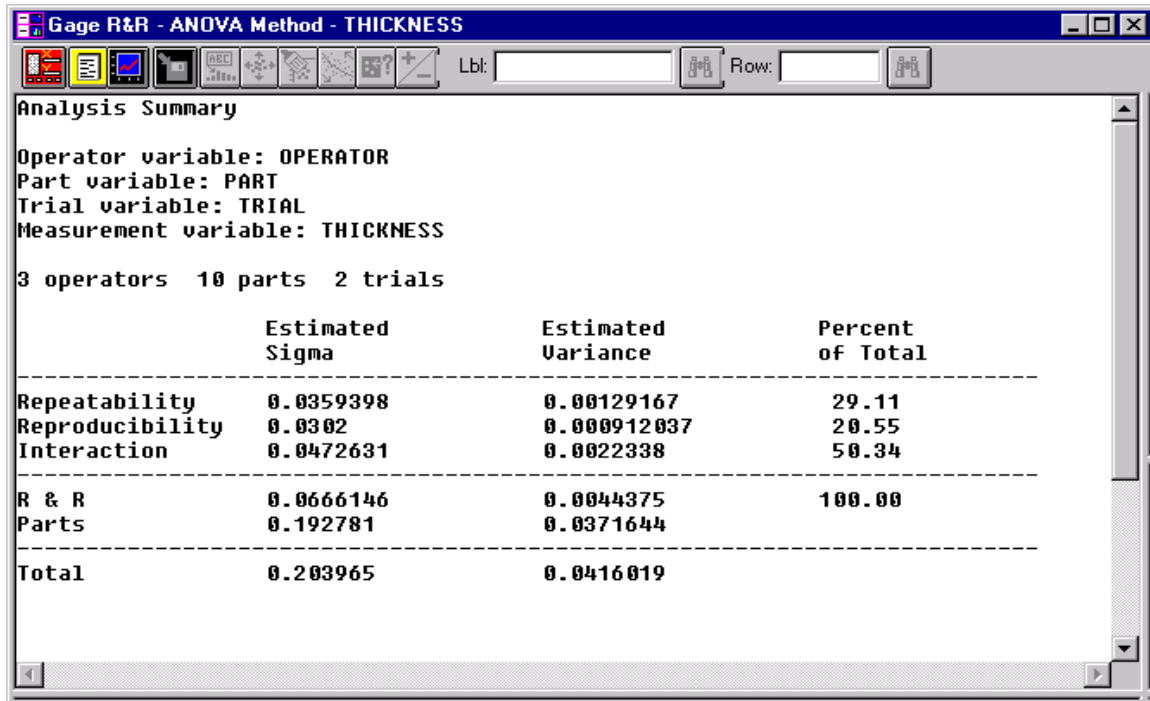 Gage R&R - ANOVA Method - THICKNESS
Lbl: Row:
Analysis Summary
Operator variable: OPERATOR
Part variable: PART
Trial variable: TRIAL
Measurement variable: THICKNESS
3 operators 10 parts 2 trials
Estimated Estimated Percent
Sigma Variance of Total
Repeatability 0.0359398 0.00129167 29.11
Reproducibility 0.0302 0.000912037 20.55
Interaction 0.0472631 0.0022338 50.34
R & R 0.0666146 0.0044375 100.00
Parts 0.192781 0.0371644
Total 0.203965 0.0416019